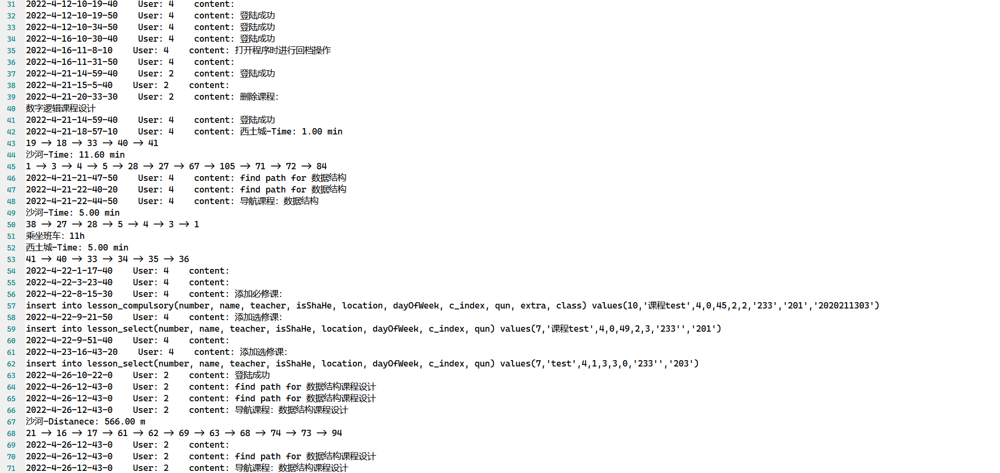 31 2022-4-12-10-19-40    User: 4    content:
32 2022-4-12-10-19-50    User: 4    content: 登陆成功
33 2022-4-12-10-34-50    User: 4    content: 登陆成功
34 2022-4-16-10-30-40    User: 4    content: 登陆成功
35 2022-4-16-11-8-10    User: 4    content: 打开程序时进行回档操作
36 2022-4-16-11-31-50    User: 4    content:
37 2022-4-21-14-59-40    User: 2    content: 登陆成功
38 2022-4-21-15-5-40    User: 2    content:
39 2022-4-21-20-33-30    User: 2    content: 删除课程:
40 数字逻辑课程设计
41 2022-4-21-14-59-40    User: 4    content: 登陆成功
42 2022-4-21-18-57-10    User: 4    content: 西土城-Time: 1.00 min
43 19 -> 18 -> 33 -> 40 -> 41
44 沙河-Time: 11.60 min
45 1 -> 3 -> 4 -> 5 -> 28 -> 27 -> 67 -> 105 -> 71 -> 72 -> 84
46 2022-4-21-21-47-50    User: 4    content: find path for 数据结构
47 2022-4-21-22-40-20    User: 4    content: find path for 数据结构
48 2022-4-21-22-44-50    User: 4    content: 导航课程: 数据结构
49 沙河-Time: 5.00 min
50 38 -> 27 -> 28 -> 5 -> 4 -> 3 -> 1
51 乘坐班车: 11h
52 西土城-Time: 5.00 min
53 41 -> 40 -> 33 -> 34 -> 35 -> 36
54 2022-4-22-1-17-40    User: 4    content:
55 2022-4-22-3-23-40    User: 4    content:
56 2022-4-22-8-15-30    User: 4    content: 添加必修课:
57 insert into lesson_compulsory(number, name, teacher, isShaHe, location, dayOfWeek, c_index, qun, extra, class) values(10,'课程test',4,0,45,2,2,'233','201','2020211303')
58 2022-4-22-9-21-50    User: 4    content: 添加选修课:
59 insert into lesson_select(number, name, teacher, isShaHe, location, dayOfWeek, c_index, qun) values(7,'课程test',4,0,49,2,3,'233'','201')
60 2022-4-22-9-51-40    User: 4    content:
61 2022-4-23-16-43-20    User: 4    content: 添加选修课:
62 insert into lesson_select(number, name, teacher, isShaHe, location, dayOfWeek, c_index, qun) values(7,'test',4,1,3,3,0,'233'','203')
63 2022-4-26-10-22-0    User: 2    content: 登陆成功
64 2022-4-26-12-43-0    User: 2    content: find path for 数据结构课程设计
65 2022-4-26-12-43-0    User: 2    content: find path for 数据结构课程设计
66 2022-4-26-12-43-0    User: 2    content: 导航课程: 数据结构课程设计
67 沙河-Distanece: 566.00 m
68 21 -> 16 -> 17 -> 61 -> 62 -> 69 -> 63 -> 68 -> 74 -> 73 -> 94
69 2022-4-26-12-43-0    User: 2    content:
70 2022-4-26-12-43-0    User: 2    content: find path for 数据结构课程设计
71 2022-4-26-12-43-0    User: 2    content: 导航课程: 数据结构课程设计